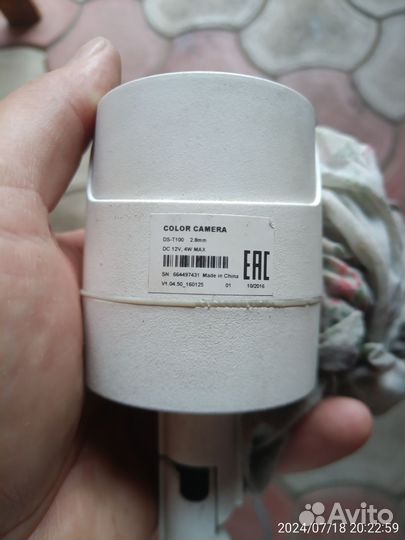 COLOR CAMERA
DS-T100 2.8mm
DC 12V, 4W MAX
EAC
SN 664497431 Made in China
V1.04.50_160125 01 10/2016
Avito
2024/07/18 20:22:59